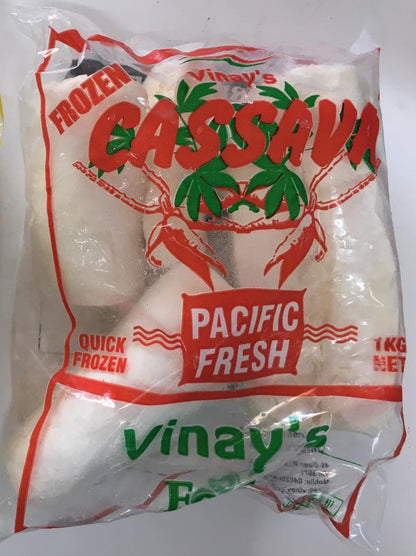 Vinay's
FROZEN
CASSAVA
PACIFIC
FRESH
QUICK
FROZEN
1KG
NET
Vinay's